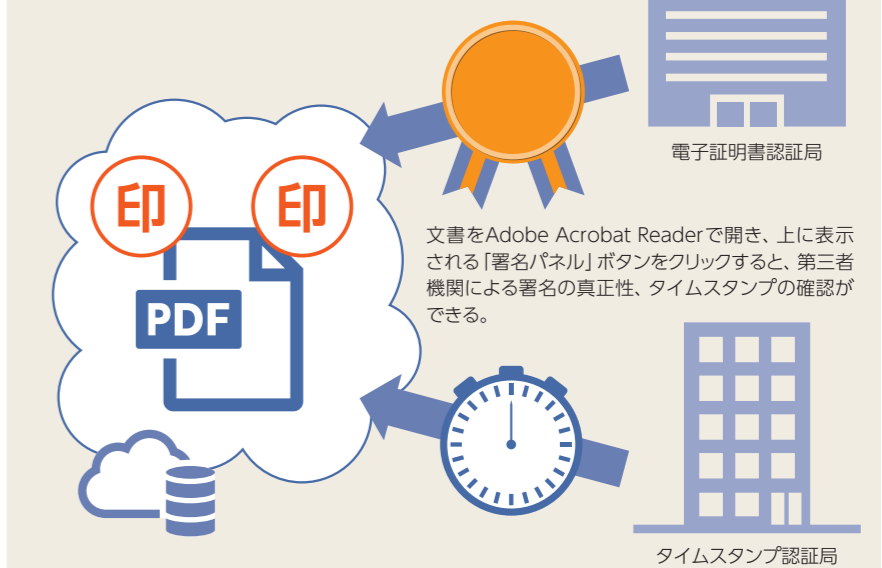 電子証明書認証局
印 印
文書をAdobe Acrobat Readerで開き、上に表示
される「署名パネル」ボタンをクリックすると、第三者
機関による署名の真正性、タイムスタンプの確認が
できる。
PDF
タイムスタンプ認証局